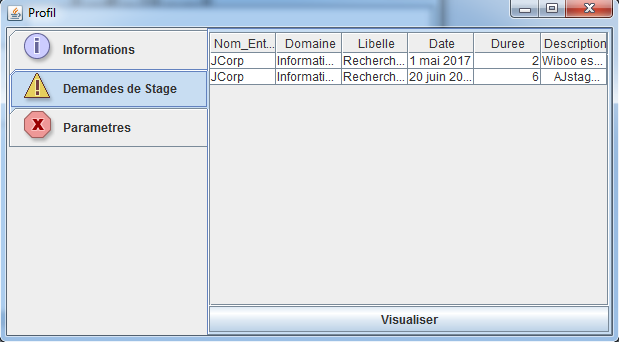 Profil
Informations
Demandes de Stage
Parametres
Nom_Ent... Domaine Libelle Date Duree Description
JCorp Informati... Recherch... 1 mai 2017 2 Wiboo es...
JCorp Informati... Recherch... 20 juin 20... 6 AJstag...
Visualiser